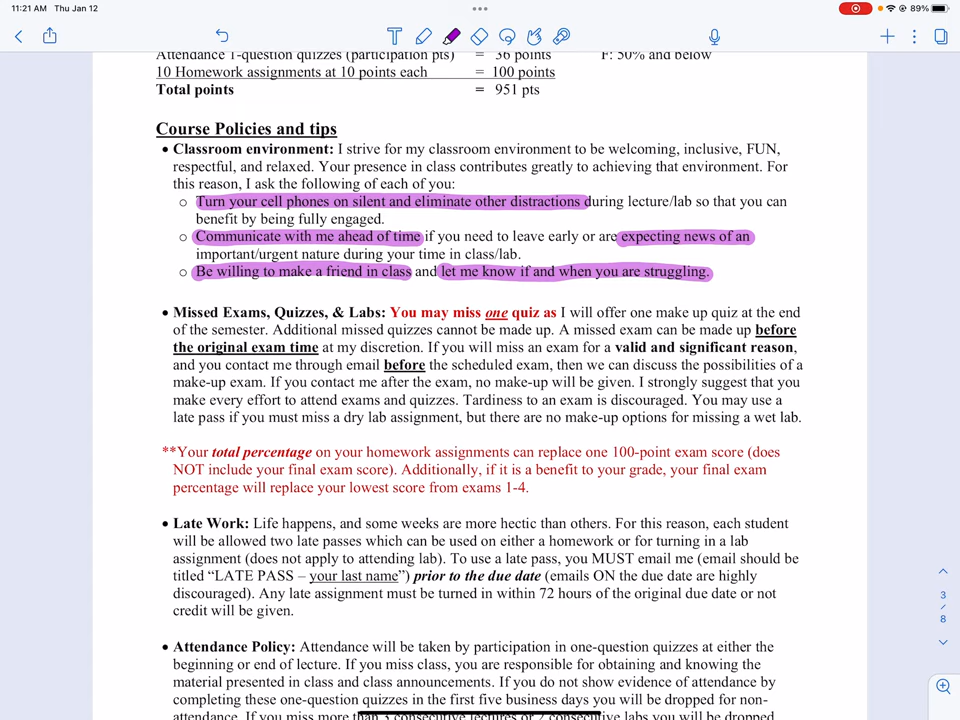 11:21 AM Thu Jan 12
89%
Attendance 1-question quizzes (participation pts) = 36 points F: 50% and below
10 Homework assignments at 10 points each = 100 points
Total points = 951 pts
Course Policies and tips
• Classroom environment: I strive for my classroom environment to be welcoming, inclusive, FUN,
respectful, and relaxed. Your presence in class contributes greatly to achieving that environment. For
this reason, I ask the following of each of you:
○ Turn your cell phones on silent and eliminate other distractions during lecture/lab so that you can
benefit by being fully engaged.
○ Communicate with me ahead of time if you need to leave early or are expecting news of an
important/urgent nature during your time in class/lab.
○ Be willing to make a friend in class and let me know if and when you are struggling.
• Missed Exams, Quizzes, & Labs: You may miss one quiz as I will offer one make up quiz at the end
of the semester. Additional missed quizzes cannot be made up. A missed exam can be made up before
the original exam time at my discretion. If you will miss an exam for a valid and significant reason,
and you contact me through email before the scheduled exam, then we can discuss the possibilities of a
make-up exam. If you contact me after the exam, no make-up will be given. I strongly suggest that you
make every effort to attend exams and quizzes. Tardiness to an exam is discouraged. You may use a
late pass if you must miss a dry lab assignment, but there are no make-up options for missing a wet lab.
**Your total percentage on your homework assignments can replace one 100-point exam score (does
NOT include your final exam score). Additionally, if it is a benefit to your grade, your final exam
percentage will replace your lowest score from exams 1-4.
• Late Work: Life happens, and some weeks are more hectic than others. For this reason, each student
will be allowed two late passes which can be used on either a homework or for turning in a lab
assignment (does not apply to attending lab). To use a late pass, you MUST email me (email should be
titled “LATE PASS – your last name”) prior to the due date (emails ON the due date are highly
discouraged). Any late assignment must be turned in within 72 hours of the original due date or not
credit will be given.
3
/
8
• Attendance Policy: Attendance will be taken by participation in one-question quizzes at either the
beginning or end of lecture. If you miss class, you are responsible for obtaining and knowing the
material presented in class and class announcements. If you do not show evidence of attendance by
completing these one-question quizzes in the first five business days you will be dropped for non-
attendance. If you miss more than 3 consecutive lectures or 2 consecutive labs you will be dropped